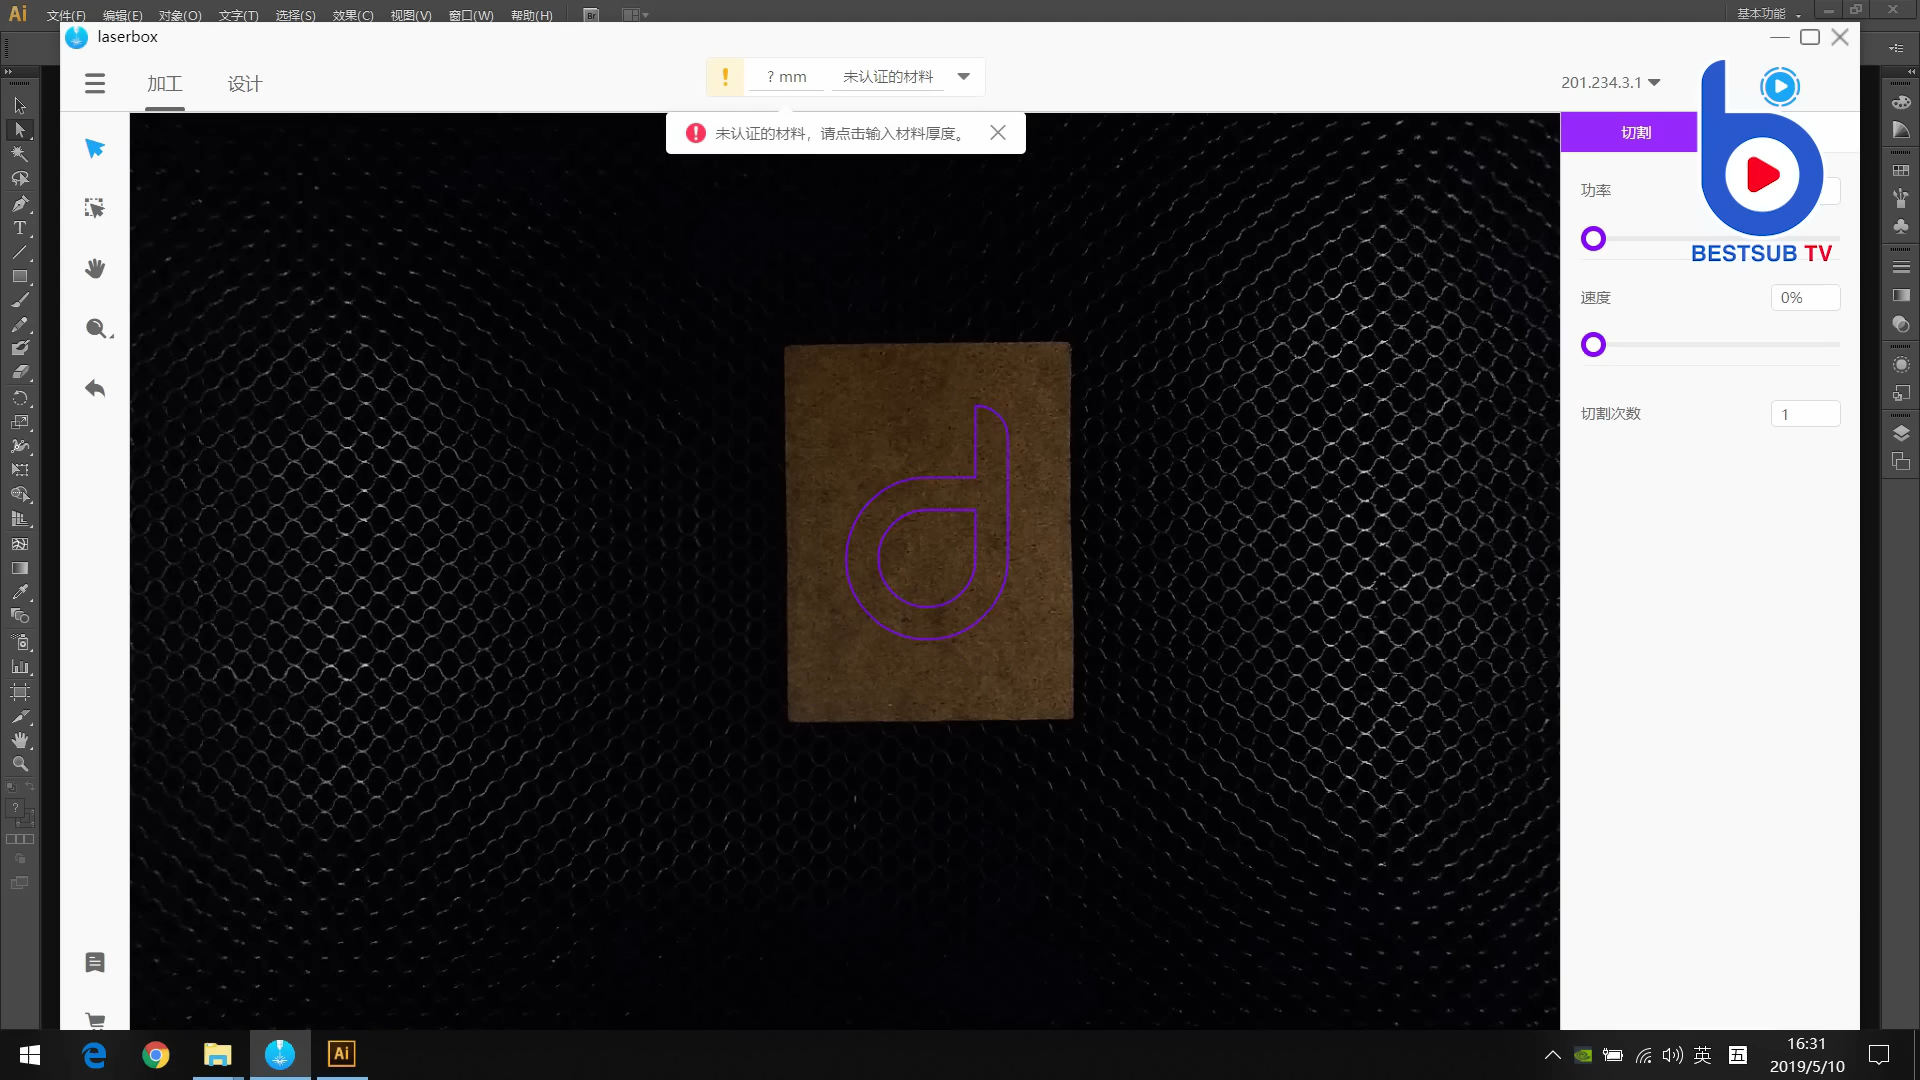 Ai 文件(F) 编辑(E) 对象(O) 文字(T) 选择(S) 效果(C) 视图(V) 窗口(W) 帮助(H) Br 基本功能
laserbox
加工 设计 ! ? mm 未认证的材料 201.234.3.1
! 未认证的材料，请点击输入材料厚度。
切割
功率
BESTSUB TV
速度 0%
切割次数 1
Ai
英 五
16:31
2019/5/10